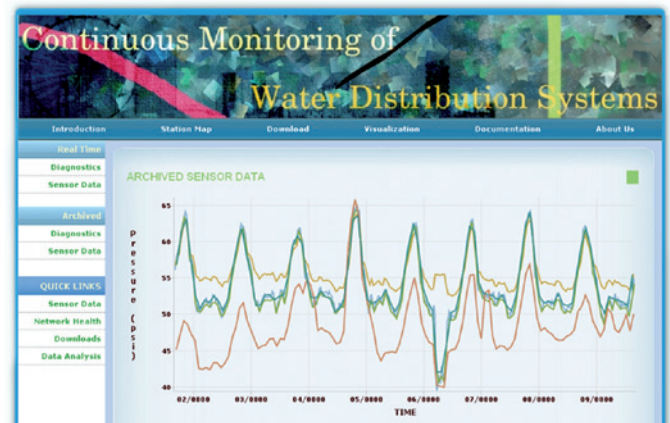 Continuous Monitoring of
Water Distribution Systems
Introduction Station Map Download Visualization Documentation About Us
Real Time
Diagnostics
Sensor Data
Archived
Diagnostics
Sensor Data
QUICK LINKS
Sensor Data
Network Health
Downloads
Data Analysis
ARCHIVED SENSOR DATA
Pressure (psi)
65
60
55
50
45
40
02/0000 03/0000 04/0000 05/0000 06/0000 07/0000 08/0000 09/0000
TIME